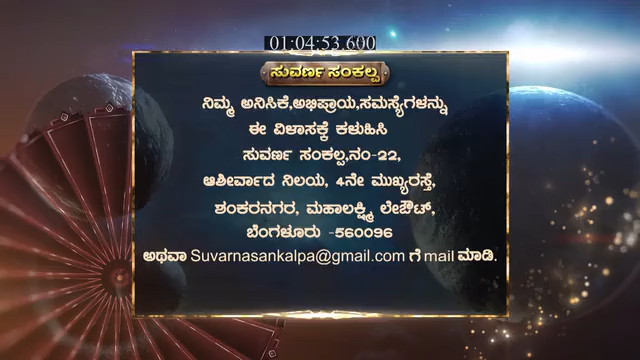 01:04:53.600
ಸುವರ್ಣ ಸಂಕಲ್ಪ
ನಿಮ್ಮ ಅನಿಸಿಕೆ,ಅಭಿಪ್ರಾಯ,ಸಮಸ್ಯೆಗಳನ್ನು
ಈ ವಿಳಾಸಕ್ಕೆ ಕಳುಹಿಸಿ
ಸುವರ್ಣ ಸಂಕಲ್ಪ,ನಂ-22,
ಆಶೀರ್ವಾದ ನಿಲಯ, 4ನೇ ಮುಖ್ಯರಸ್ತೆ,
ಶಂಕರನಗರ, ಮಹಾಲಕ್ಷ್ಮಿ ಲೇಔಟ್,
ಬೆಂಗಳೂರು -560096
ಅಥವಾ Suvarnasankalpa@gmail.com ಗೆ mail ಮಾಡಿ.